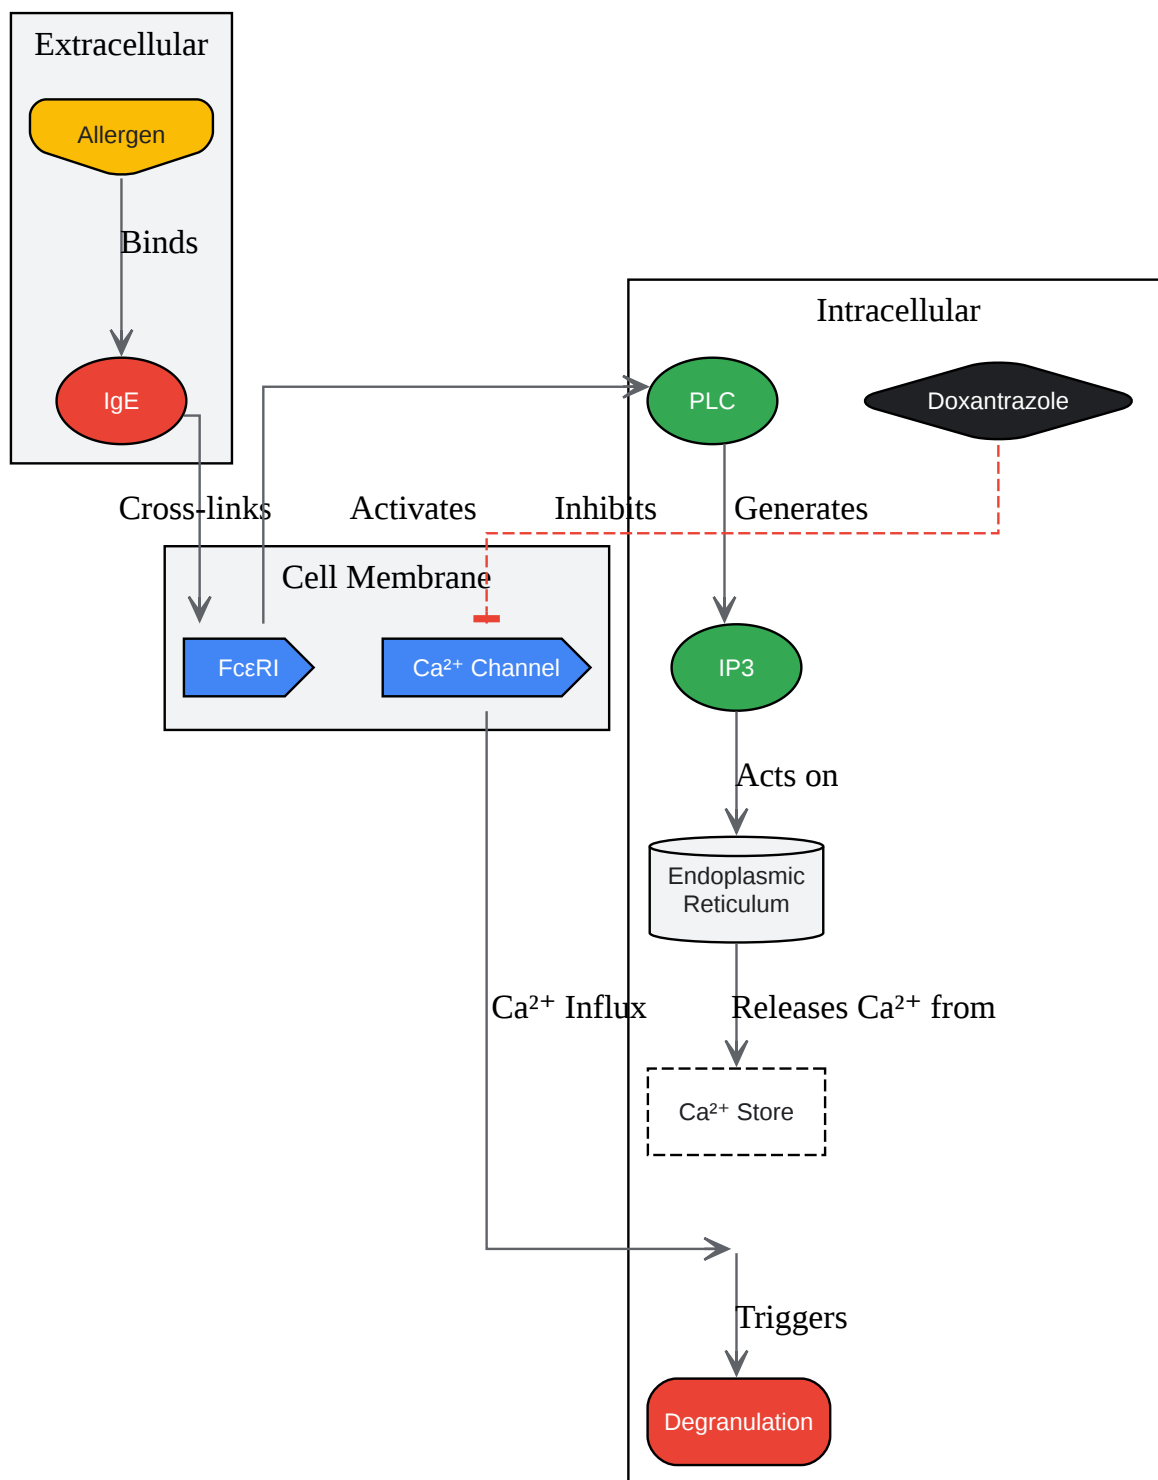 Extracellular
Allergen
Binds
Intracellular
IgE
PLC
Doxantrazole
Cross-links
Activates
Inhibits
Generates
Cell Membrane
FcεRI
Ca²⁺ Channel
IP3
Acts on
Endoplasmic
Reticulum
Ca²⁺ Influx
Releases Ca²⁺ from
Ca²⁺ Store
Triggers
Degranulation